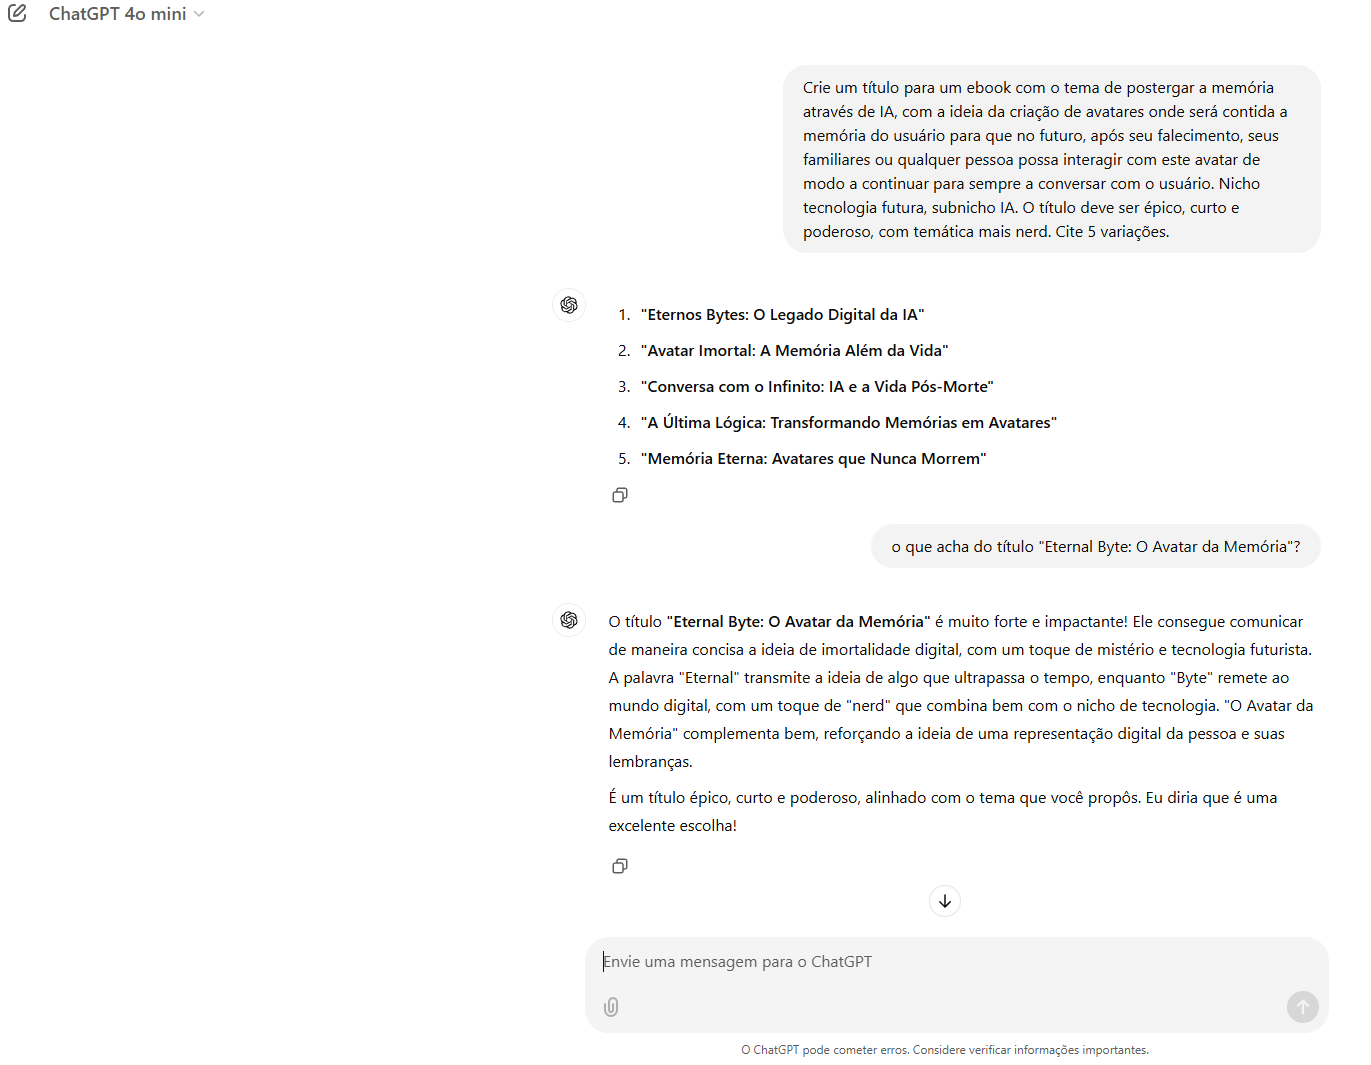 ChatGPT 4o mini
Crie um título para um ebook com o tema de postergar a memória
através de IA, com a ideia da criação de avatares onde será contida a
memória do usuário para que no futuro, após seu falecimento, seus
familiares ou qualquer pessoa possa interagir com este avatar de
modo a continuar para sempre a conversar com o usuário. Nicho
tecnologia futura, subnicho IA. O título deve ser épico, curto e
poderoso, com temática mais nerd. Cite 5 variações.
1. "Eternos Bytes: O Legado Digital da IA"
2. "Avatar Imortal: A Memória Além da Vida"
3. "Conversa com o Infinito: IA e a Vida Pós-Morte"
4. "A Última Lógica: Transformando Memórias em Avatares"
5. "Memória Eterna: Avatares que Nunca Morrem"
o que acha do título "Eternal Byte: O Avatar da Memória"?
O título "Eternal Byte: O Avatar da Memória" é muito forte e impactante! Ele consegue comunicar
de maneira concisa a ideia de imortalidade digital, com um toque de mistério e tecnologia futurista.
A palavra "Eternal" transmite a ideia de algo que ultrapassa o tempo, enquanto "Byte" remete ao
mundo digital, com um toque de "nerd" que combina bem com o nicho de tecnologia. "O Avatar da
Memória" complementa bem, reforçando a ideia de uma representação digital da pessoa e suas
lembranças.
É um título épico, curto e poderoso, alinhado com o tema que você propôs. Eu diria que é uma
excelente escolha!
Envie uma mensagem para o ChatGPT
O ChatGPT pode cometer erros. Considere verificar informações importantes.